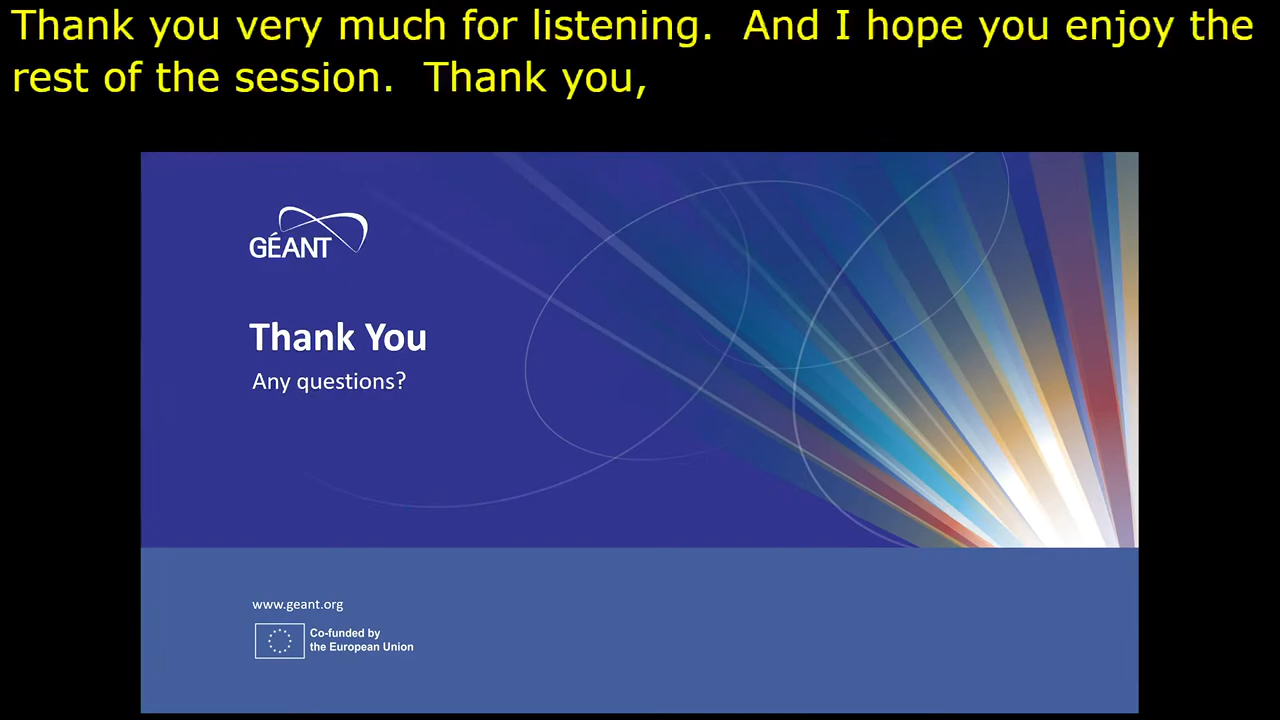 Thank you very much for listening.  And I hope you enjoy the
rest of the session.  Thank you,
GÉANT
Thank You
Any questions?
www.geant.org
Co-funded by
the European Union